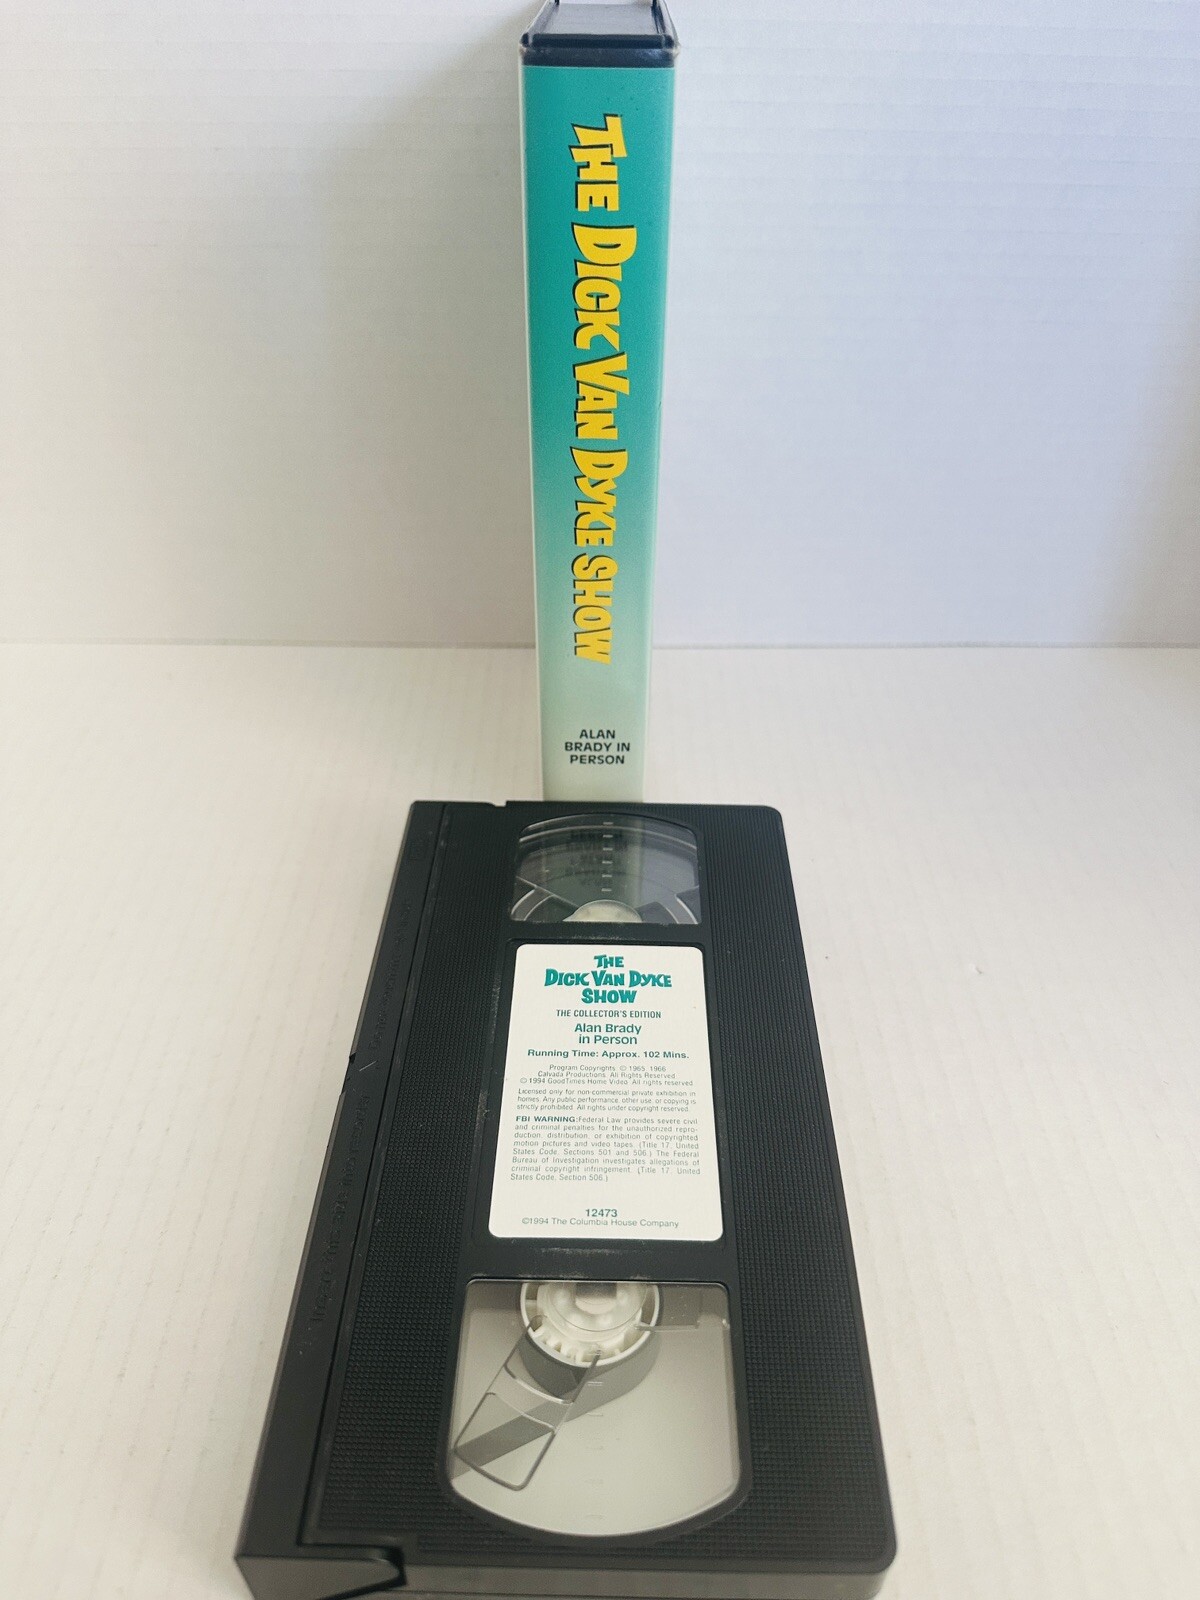 THE DICK VAN DYKE SHOW
ALAN
BRADY IN
PERSON
THE
DICK VAN DYKE
SHOW
THE COLLECTOR'S EDITION
Alan Brady
in Person
Running Time: Approx. 102 Mins.
Program Copyrights © 1965, 1966
Calvada Productions. All Rights Reserved
© 1994 GoodTimes Home Video. All rights reserved
Licensed only for non-commercial private exhibition in
homes. Any public performance, other use, or copying is
strictly prohibited. All rights under copyright reserved.
FBI WARNING: Federal Law provides severe civil
and criminal penalties for the unauthorized repro-
duction, distribution, or exhibition of copyrighted
motion pictures and video tapes. (Title 17, United
States Code, Sections 501 and 506.) The Federal
Bureau of Investigation investigates allegations of
criminal copyright infringement. (Title 17, United
States Code, Section 506.)
12473
©1994 The Columbia House Company